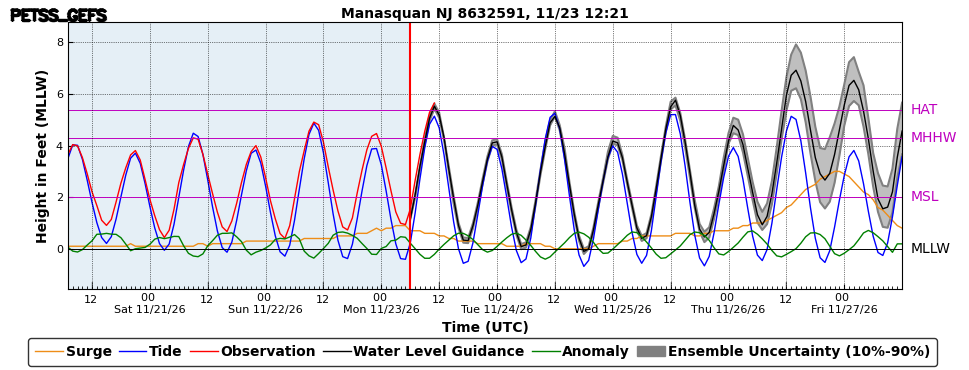 PETSS_GEFS
Manasquan NJ 8632591, 11/23 12:21
Height in Feet (MLLW)
8
6
4
2
0
HAT
MHHW
MSL
MLLW
12 00 12 00 12 00 12 00 12 00 12 00 12 00
Sat 11/21/26 Sun 11/22/26 Mon 11/23/26 Tue 11/24/26 Wed 11/25/26 Thu 11/26/26 Fri 11/27/26
Time (UTC)
Surge Tide Observation Water Level Guidance Anomaly Ensemble Uncertainty (10%-90%)